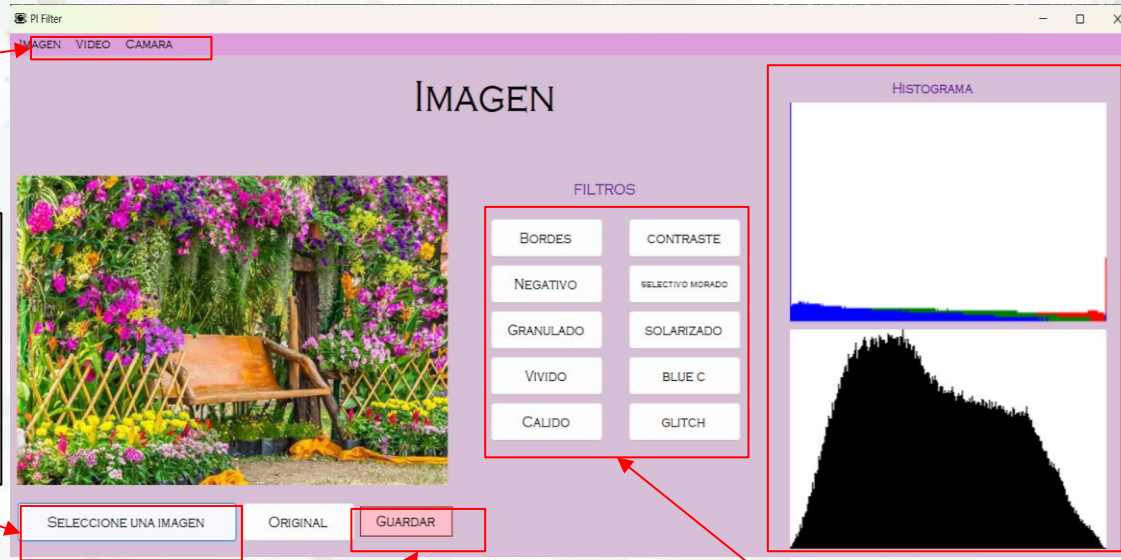 PI Filter
IMAGEN VIDEO CAMARA
IMAGEN
HISTOGRAMA
FILTROS
BORDES CONTRASTE
NEGATIVO SELECTIVO MORADO
GRANULADO SOLARIZADO
VIVIDO BLUE C
CALIDO GLITCH
SELECCIONE UNA IMAGEN ORIGINAL GUARDAR